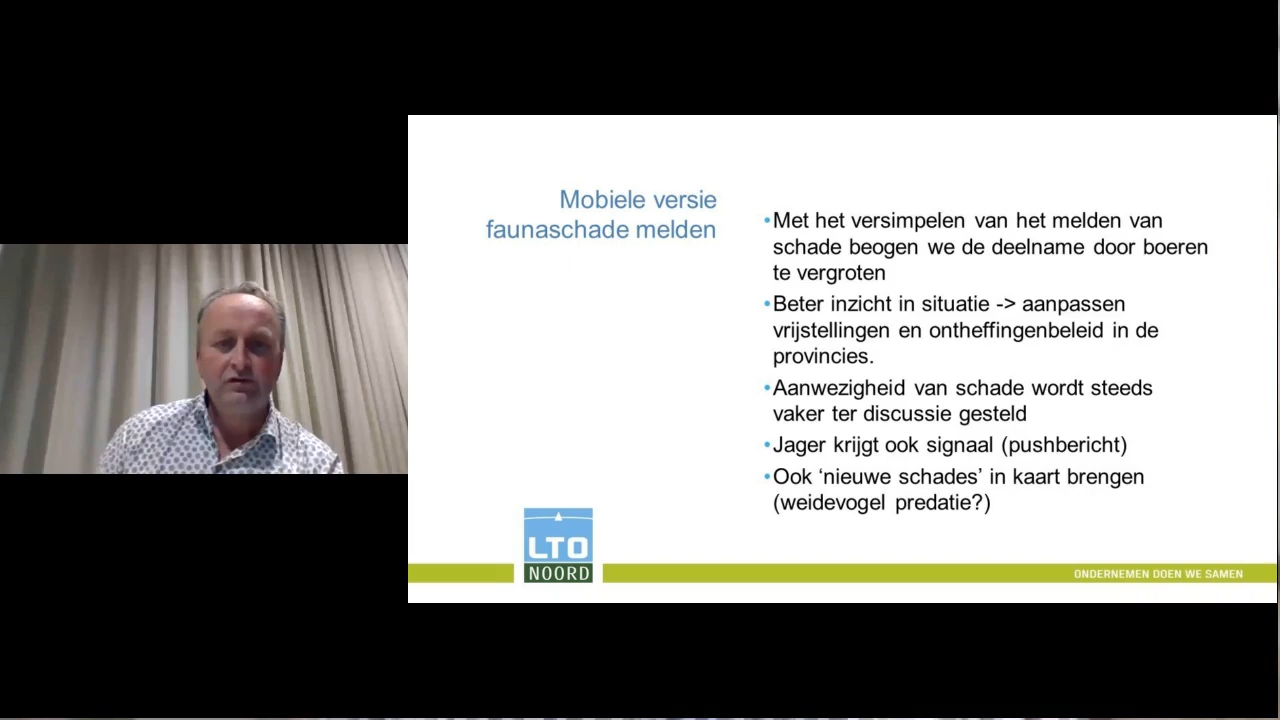 Mobiele versie
faunaschade melden
•Met het versimpelen van het melden van
schade beogen we de deelname door boeren
te vergroten
•Beter inzicht in situatie -> aanpassen
vrijstellingen en ontheffingenbeleid in de
provincies.
•Aanwezigheid van schade wordt steeds
vaker ter discussie gesteld
•Jager krijgt ook signaal (pushbericht)
•Ook ‘nieuwe schades’ in kaart brengen
(weidevogel predatie?)
LTO
NOORD
ONDERNEMEN DOEN WE SAMEN